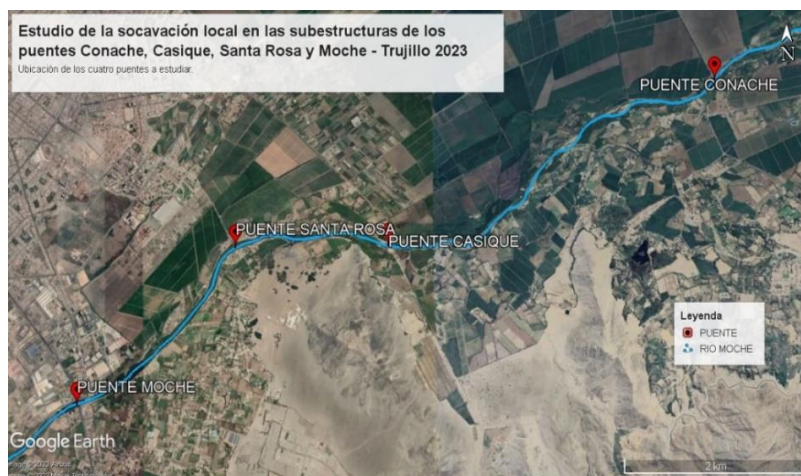 Estudio de la socavación local en las subestructuras de los
puentes Conache, Casique, Santa Rosa y Moche - Trujillo 2023
Ubicación de los cuatro puentes a estudiar.
N
PUENTE CONACHE
PUENTE SANTA ROSA
PUENTE CASIQUE
Leyenda
PUENTE
RIO MOCHE
PUENTE MOCHE
Google Earth
2 km